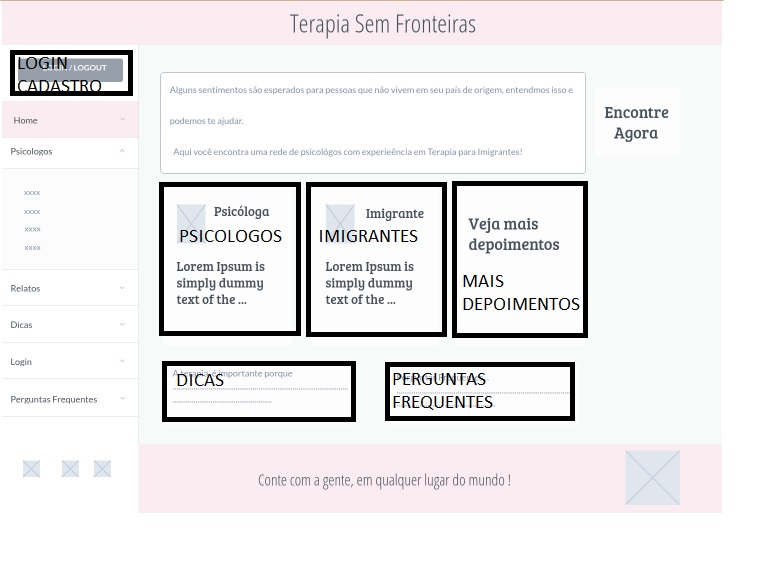 Terapia Sem Fronteiras
LOGIN / LOGOUT
LOGIN
CADASTRO
Home
Psicologos
xxxx
xxxx
xxxx
xxxx
Relatos
Dicas
Login
Perguntas Frequentes
Alguns sentimentos são esperados para pessoas que não vivem em seu país de origem, entendmos isso e
podemos te ajudar.
Aqui você encontra uma rede de psicológos com experieência em Terapia para Imigrantes!
Encontre
Agora
Psicóloga
PSICOLOGOS
Lorem Ipsum is
simply dummy
text of the ...
Imigrante
IMIGRANTES
Lorem Ipsum is
simply dummy
text of the ...
Veja mais
depoimentos
MAIS
DEPOIMENTOS
A terapia é importante porque
DICAS
PERGUNTAS
FREQUENTES
Conte com a gente, em qualquer lugar do mundo !